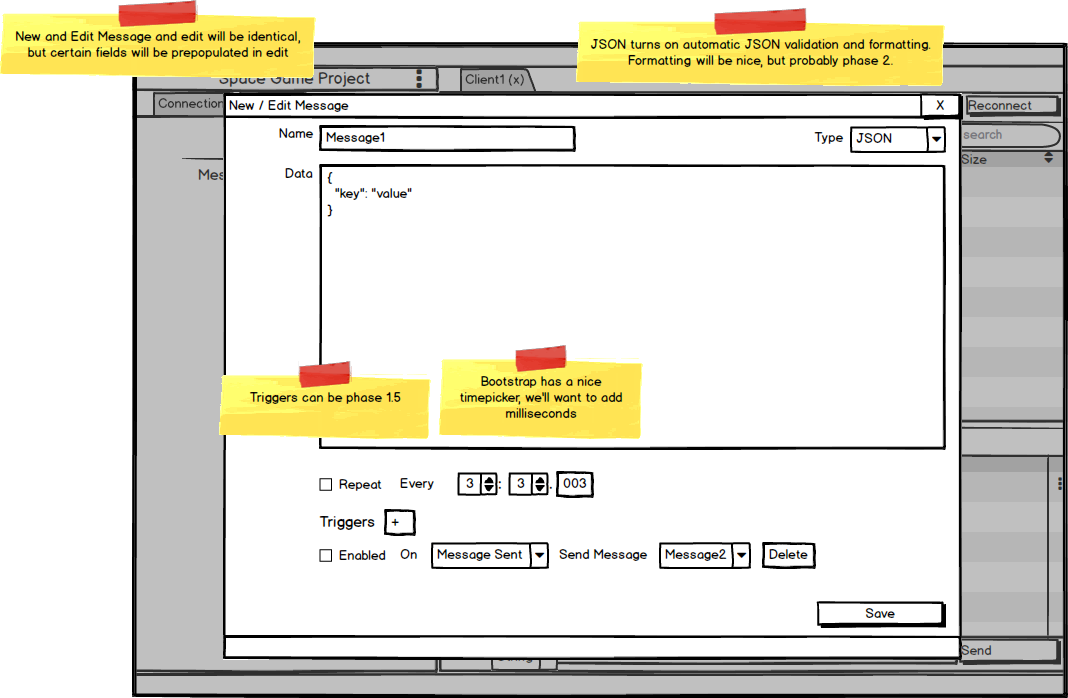 New and Edit Message and edit will be identical,
but certain fields will be prepopulated in edit
JSON turns on automatic JSON validation and formatting.
Formatting will be nice, but probably phase 2.
Space Game Project
Client1 (x)
Connection
New / Edit Message
X
Reconnect
Name
Message1
Type
JSON
search
Size
Mes
Data
{
"key": "value"
}
Triggers can be phase 1.5
Bootstrap has a nice
timepicker, we'll want to add
milliseconds
Repeat Every 3 : 3 . 003
Triggers +
Enabled On Message Sent Send Message Message2 Delete
Save
Send